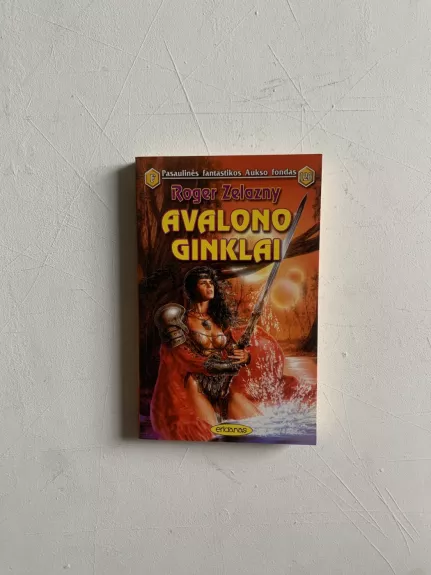 Pasaulinės fantastikos Aukso fondas
Roger Zelazny
AVALONO
GINKLAI
eridanas